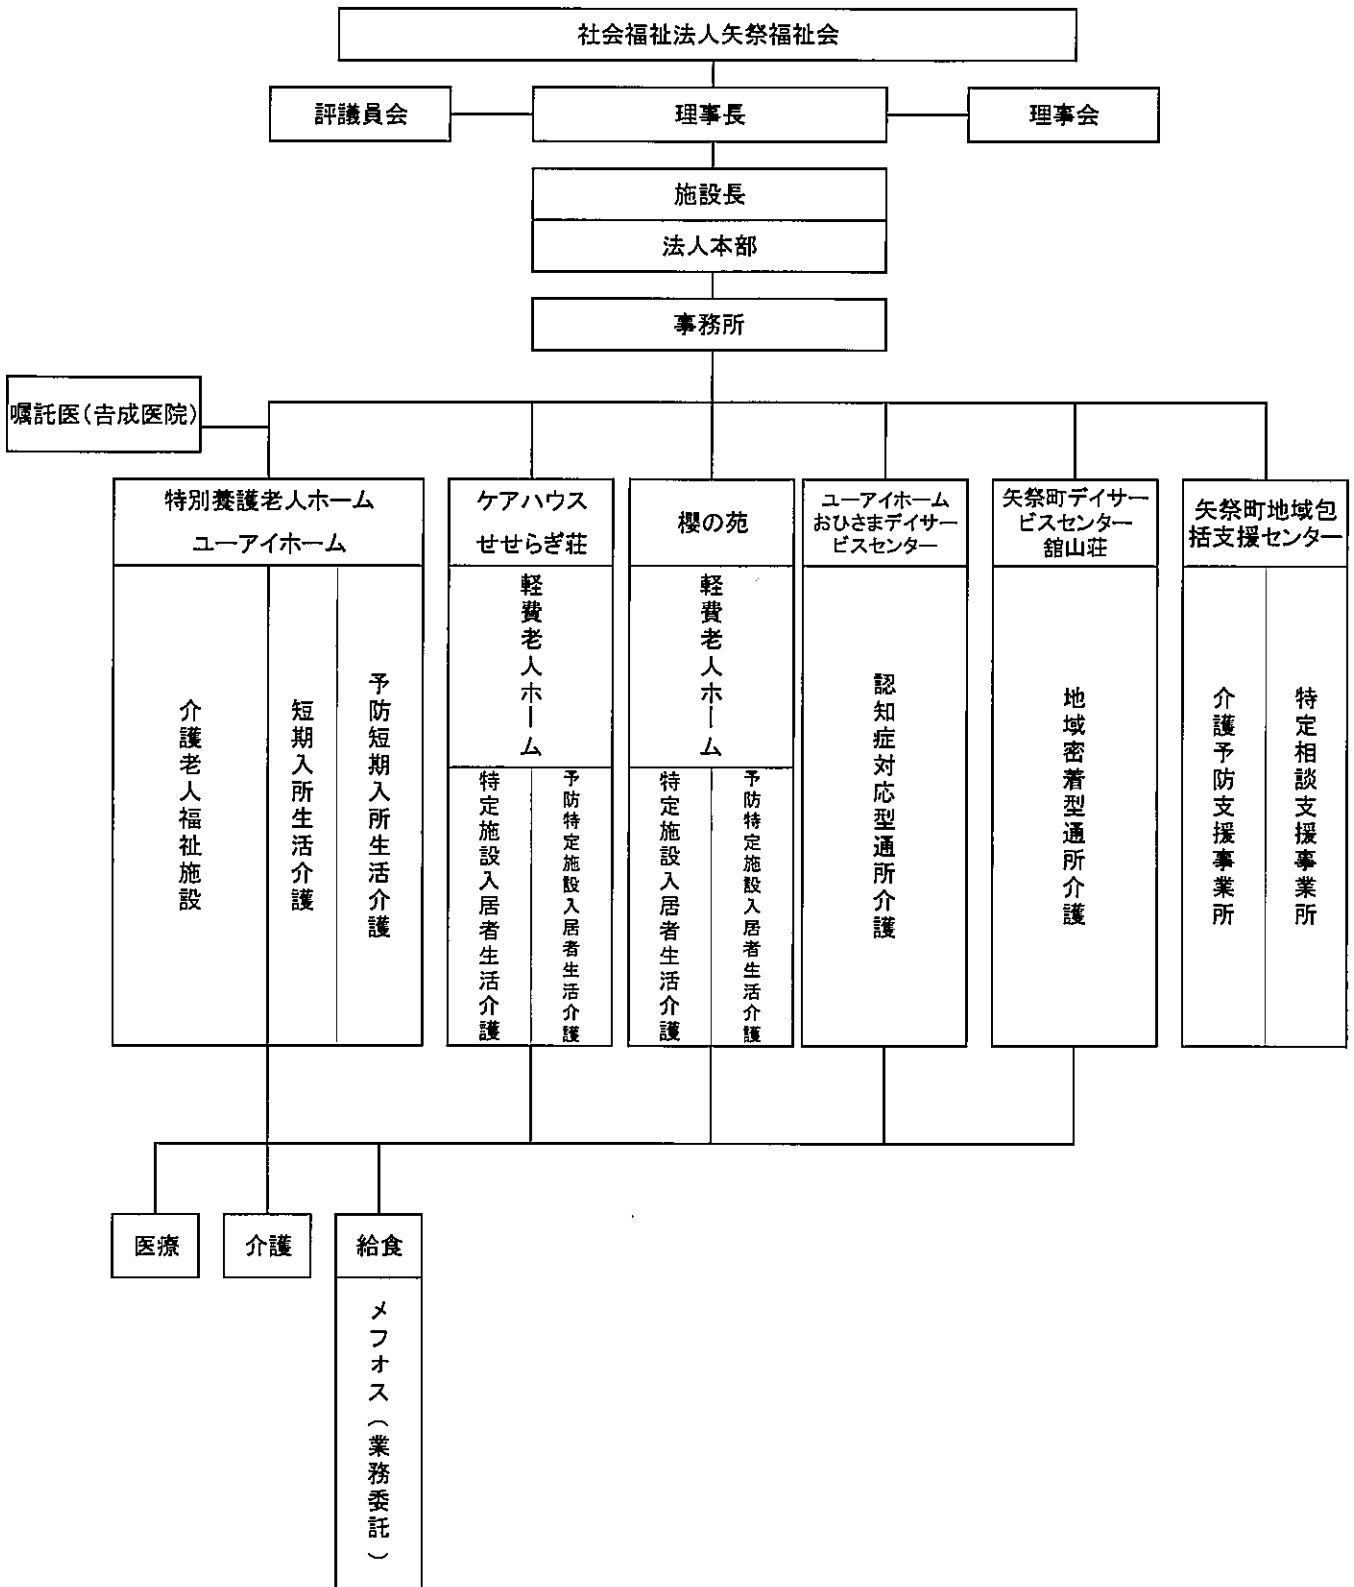 社会福祉法人矢祭福祉会
評議員会
理事長
理事会
施設長
法人本部
事務所
嘱託医(吿成医院)
特別養護老人ホーム
ユーアイホーム
ケアハウス
せせらぎ荘
櫻の苑
ユーアイホーム
おひさまデイサー
ビスセンター
矢祭町デイサー
ビスセンター
舘山荘
矢祭町地域包
括支援センター
介護老人福祉施設
短期入所生活介護
予防短期入所生活介護
軽費老人ホーム
特定施設入居者生活介護
予防特定施設入居者生活介護
軽費老人ホーム
特定施設入居者生活介護
予防特定施設入居者生活介護
認知症対応型通所介護
地域密着型通所介護
介護予防支援事業所
特定相談支援事業所
医療
介護
給食
メフオス(業務委託)